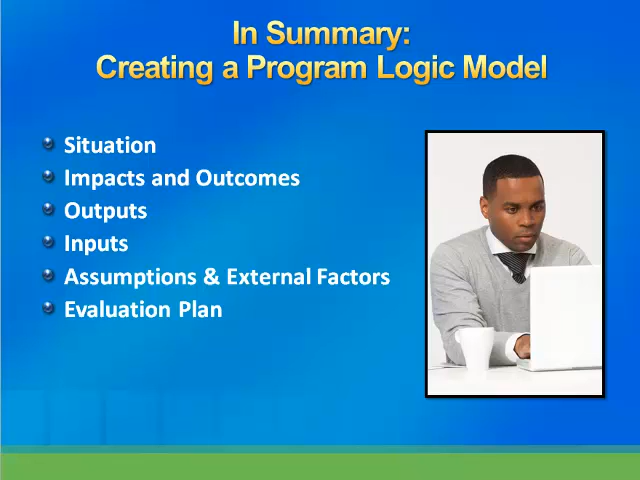 In Summary:
Creating a Program Logic Model
Situation
Impacts and Outcomes
Outputs
Inputs
Assumptions & External Factors
Evaluation Plan